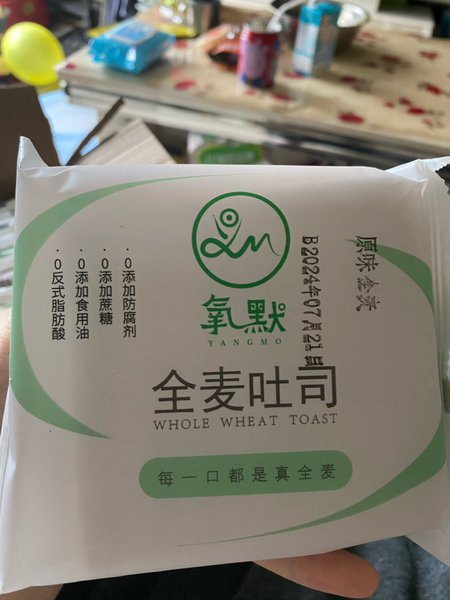 氧默
YANGMO
B2024年07月21日
原味全麦
·0添加防腐剂
·0添加蔗糖
·0添加食用油
·0反式脂肪酸
全麦吐司
WHOLE WHEAT TOAST
每一口都是真全麦